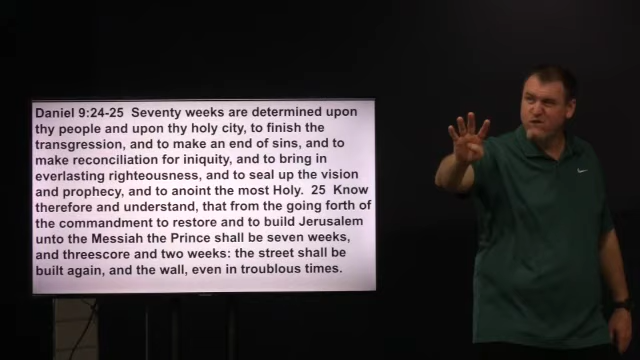 Daniel 9:24-25 Seventy weeks are determined upon
thy people and upon thy holy city, to finish the
transgression, and to make an end of sins, and to
make reconciliation for iniquity, and to bring in
everlasting righteousness, and to seal up the vision
and prophecy, and to anoint the most Holy. 25 Know
therefore and understand, that from the going forth of
the commandment to restore and to build Jerusalem
unto the Messiah the Prince shall be seven weeks,
and threescore and two weeks: the street shall be
built again, and the wall, even in troublous times.